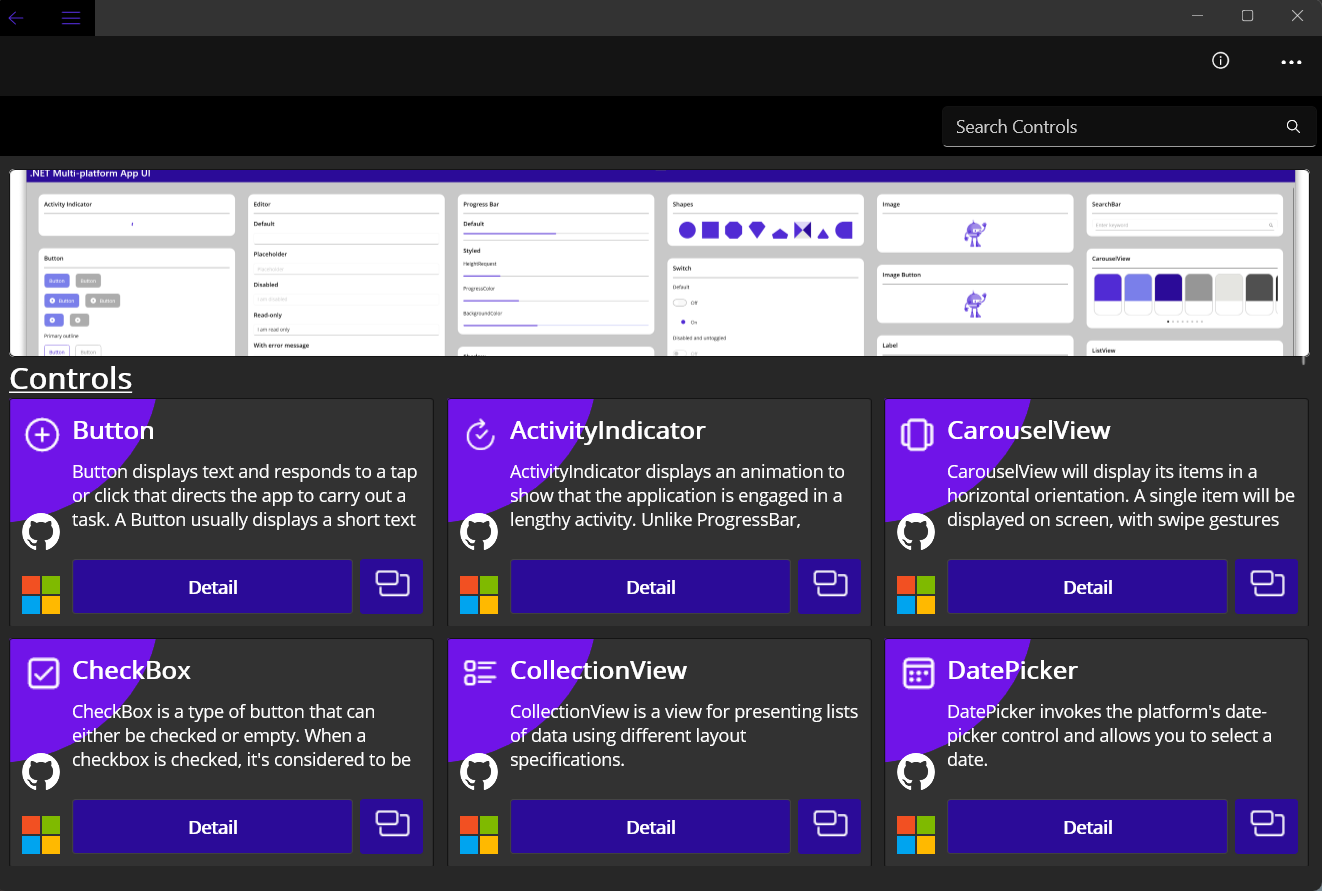 Search Controls
.NET Multi-platform App UI
Activity Indicator
Button
Button
Button
Button
Button
Primary outline
Button
Button
Editor
Default
Placeholder
Placeholder
Disabled
I am disabled
Read-only
I am read only
With error message
Progress Bar
Default
Styled
HeightRequest
ProgressColor
BackgroundColor
Shapes
Switch
Default
Off
On
Disabled and untoggled
Off
Image
Image Button
Label
SearchBar
Enter keyword
CarouselView
ListView
Controls
Button
Button displays text and responds to a tap
or click that directs the app to carry out a
task. A Button usually displays a short text
Detail
ActivityIndicator
ActivityIndicator displays an animation to
show that the application is engaged in a
lengthy activity. Unlike ProgressBar,
Detail
CarouselView
CarouselView will display its items in a
horizontal orientation. A single item will be
displayed on screen, with swipe gestures
Detail
CheckBox
CheckBox is a type of button that can
either be checked or empty. When a
checkbox is checked, it's considered to be
Detail
CollectionView
CollectionView is a view for presenting lists
of data using different layout
specifications.
Detail
DatePicker
DatePicker invokes the platform's date-
picker control and allows you to select a
date.
Detail